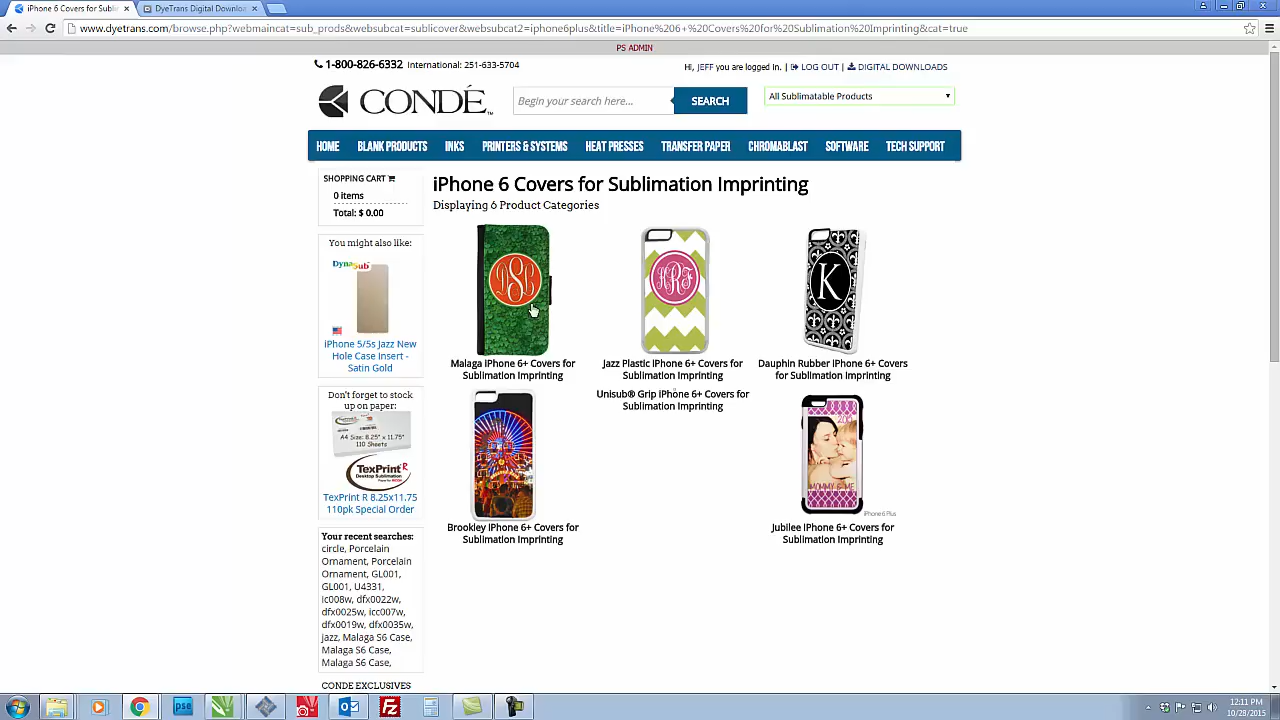 iPhone 6 Covers for Subli
DyeTrans Digital Downloa
www.dyetrans.com/browse.php?webmaincat=sub_prods&websubcat=sublicover&websubcat2=iphone6plus&title=iPhone%206+%20Covers%20for%20Sublimation%20Imprinting&cat=true
PS ADMIN
1-800-826-6332 International: 251-633-5704
Hi, JEFF you are logged in. | LOG OUT | DIGITAL DOWNLOADS
CONDÉ™
Begin your search here...
SEARCH
All Sublimatable Products
HOME BLANK PRODUCTS INKS PRINTERS & SYSTEMS HEAT PRESSES TRANSFER PAPER CHROMABLAST SOFTWARE TECH SUPPORT
SHOPPING CART
0 items
Total: $ 0.00
iPhone 6 Covers for Sublimation Imprinting
Displaying 6 Product Categories
You might also like:
DynaSub
iPhone 5/5s Jazz New
Hole Case Insert -
Satin Gold
DSC
HRF
K
Malaga iPhone 6+ Covers for
Sublimation Imprinting
Jazz Plastic iPhone 6+ Covers for
Sublimation Imprinting
Dauphin Rubber iPhone 6+ Covers
for Sublimation Imprinting
Don't forget to stock
up on paper:
A4 Size: 8.25" x 11.75"
110 Sheets
TexPrint R
TexPrint R 8.25x11.75
110pk Special Order
Unisub® Grip iPhone 6+ Covers for
Sublimation Imprinting
MOMMY & ME
iPhone 6 Plus
Brookley iPhone 6+ Covers for
Sublimation Imprinting
Jubilee iPhone 6+ Covers for
Sublimation Imprinting
Your recent searches:
circle, Porcelain
Ornament, Porcelain
Ornament, GL001,
GL001, U4331,
ic008w, dfx0022w,
dfx0025w, icc007w,
dfx0019w, dfx0035w,
jazz, Malaga S6 Case,
Malaga S6 Case,
Malaga S6 Case,
CONDE EXCLUSIVES
pse
12:11 PM
10/28/2015